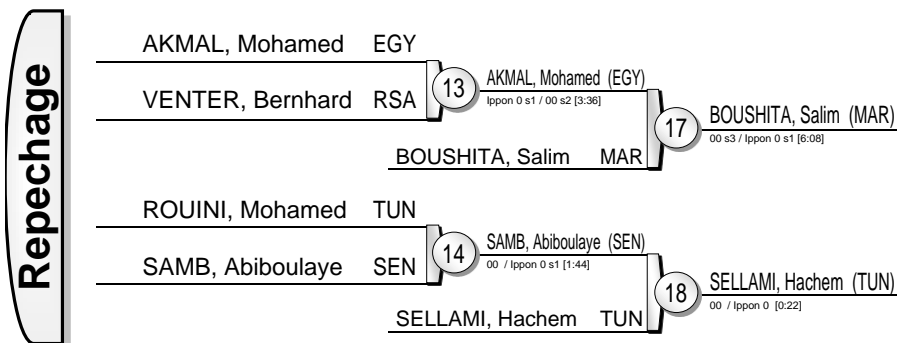 Repechage
AKMAL, Mohamed EGY
VENTER, Bernhard RSA
13
AKMAL, Mohamed (EGY)
Ippon 0 s1 / 00 s2 [3:36]
BOUSHITA, Salim MAR
17
BOUSHITA, Salim (MAR)
00 s3 / Ippon 0 s1 [6:08]
ROUINI, Mohamed TUN
SAMB, Abiboulaye SEN
14
SAMB, Abiboulaye (SEN)
00 / Ippon 0 s1 [1:44]
SELLAMI, Hachem TUN
18
SELLAMI, Hachem (TUN)
00 / Ippon 0 [0:22]